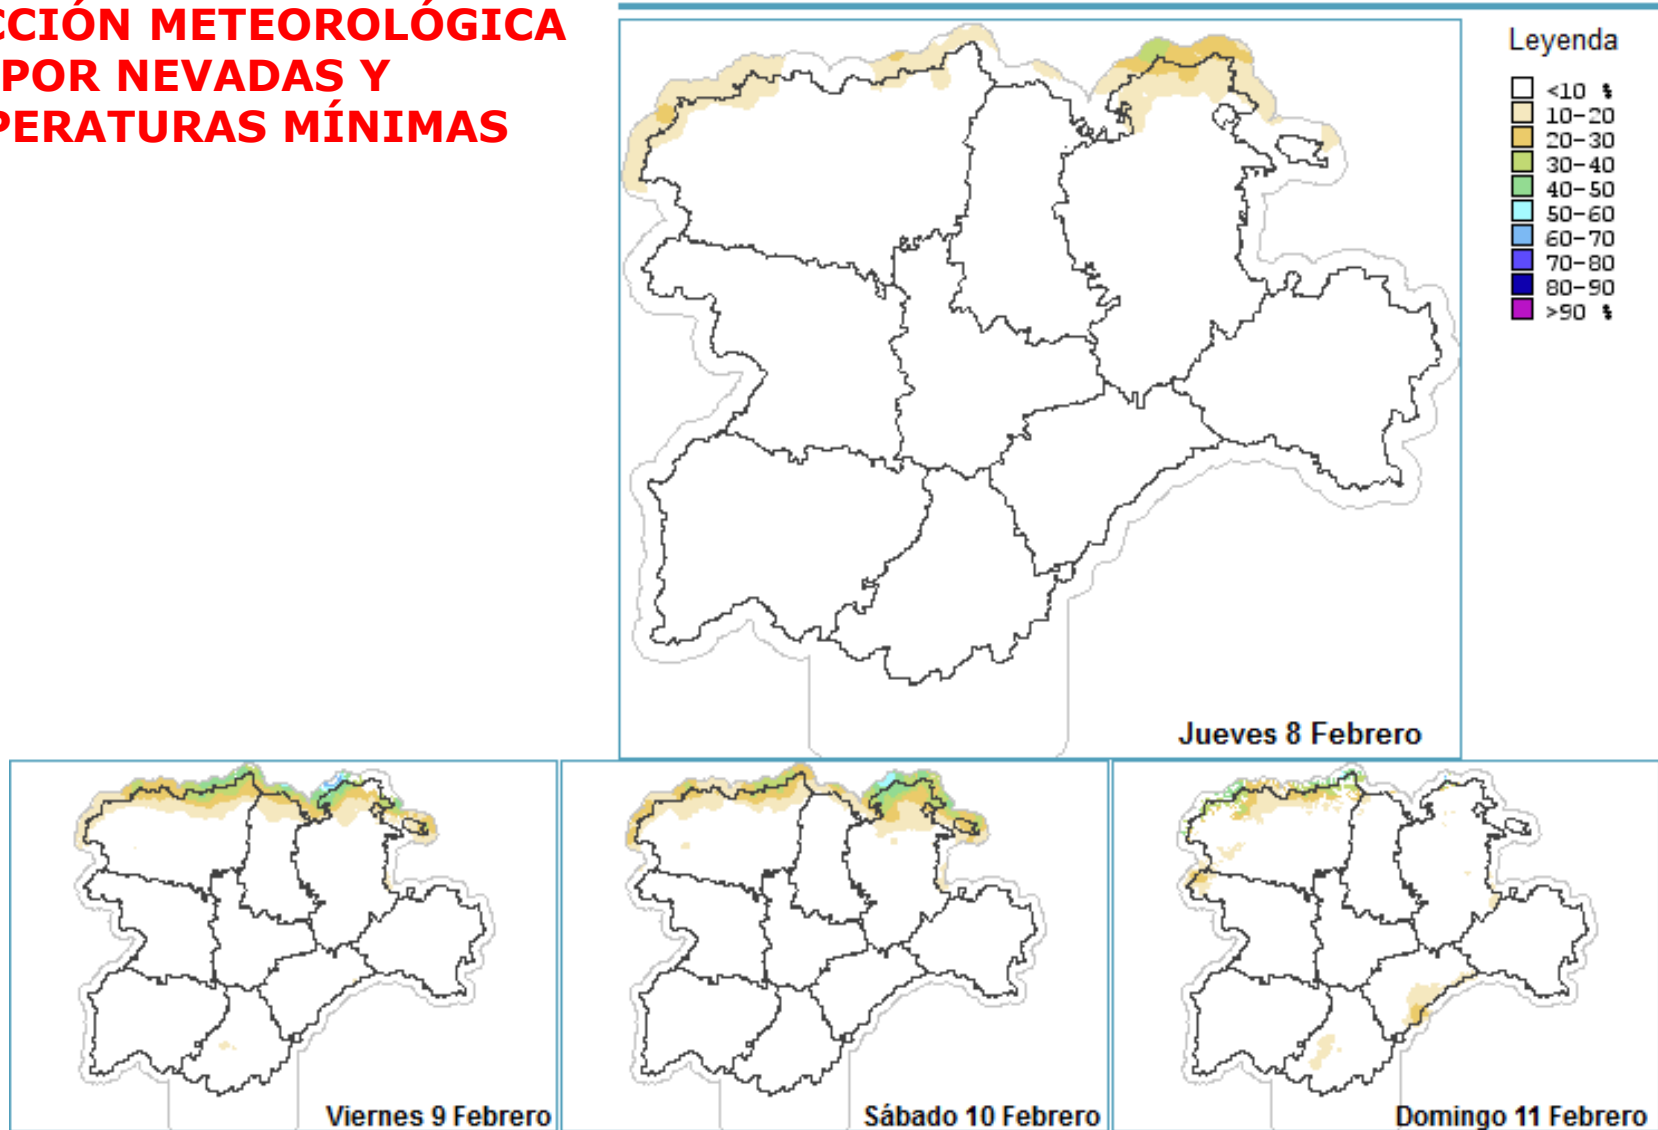 CCIÓN METEOROLÓGICA
POR NEVADAS Y
PERATURAS MÍNIMAS
Leyenda
<10 %
10-20
20-30
30-40
40-50
50-60
60-70
70-80
80-90
>90 %
Jueves 8 Febrero
Viernes 9 Febrero
Sábado 10 Febrero
Domingo 11 Febrero